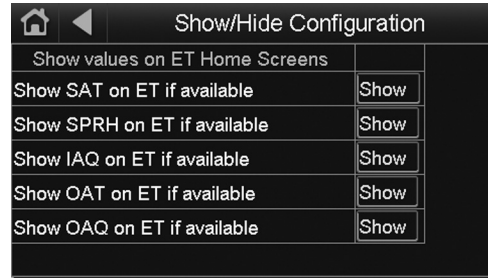 Show/Hide Configuration
Show values on ET Home Screens
Show SAT on ET if available Show
Show SPRH on ET if available Show
Show IAQ on ET if available Show
Show OAT on ET if available Show
Show OAQ on ET if available Show